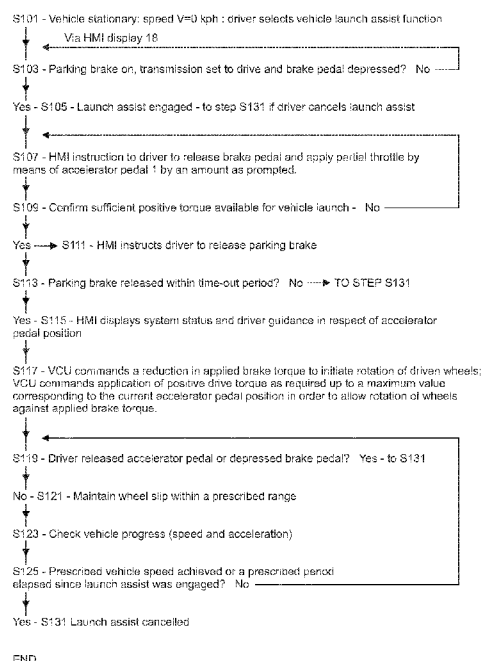 S101 - Vehicle stationary: speed V=0 kph : driver selects vehicle launch assist function
Via HMI display 18
S103 - Parking brake on, transmission set to drive and brake pedal depressed? No
Yes - S105 - Launch assist engaged - to step S131 if driver cancels launch assist
S107 - HMI instruction to driver to release brake pedal and apply partial throttle by
means of accelerator pedal 1 by an amount as prompted.
S109 - Confirm sufficient positive torque available for vehicle launch - No
Yes S111 - HMI instructs driver to release parking brake
S113 - Parking brake released within time-out period? No TO STEP S131
Yes - S115 - HMI displays system status and driver guidance in respect of accelerator
pedal position
S117 - VCU commands a reduction in applied brake torque to initiate rotation of driven wheels;
VCU commands application of positive drive torque as required up to a maximum value
corresponding to the current accelerator pedal position in order to allow rotation of wheels
against applied brake torque.
S119 - Driver released accelerator pedal or depressed brake pedal? Yes - to S131
No - S121 - Maintain wheel slip within a prescribed range
S123 - Check vehicle progress (speed and acceleration)
S125 - Prescribed vehicle speed achieved or a prescribed period
elapsed since launch assist was engaged? No
Yes - S131 Launch assist cancelled
END